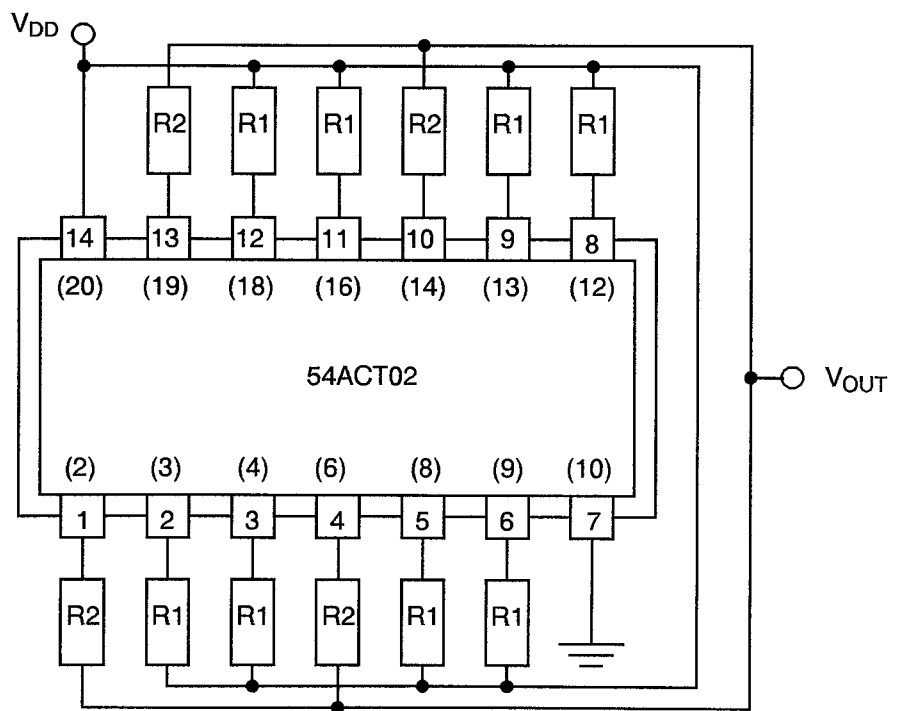 VDD
R2 R1 R1 R2 R1 R1
14 13 12 11 10 9 8
(20) (19) (18) (16) (14) (13) (12)
54ACT02
VOUT
(2) (3) (4) (6) (8) (9) (10)
1 2 3 4 5 6 7
R2 R1 R1 R2 R1 R1